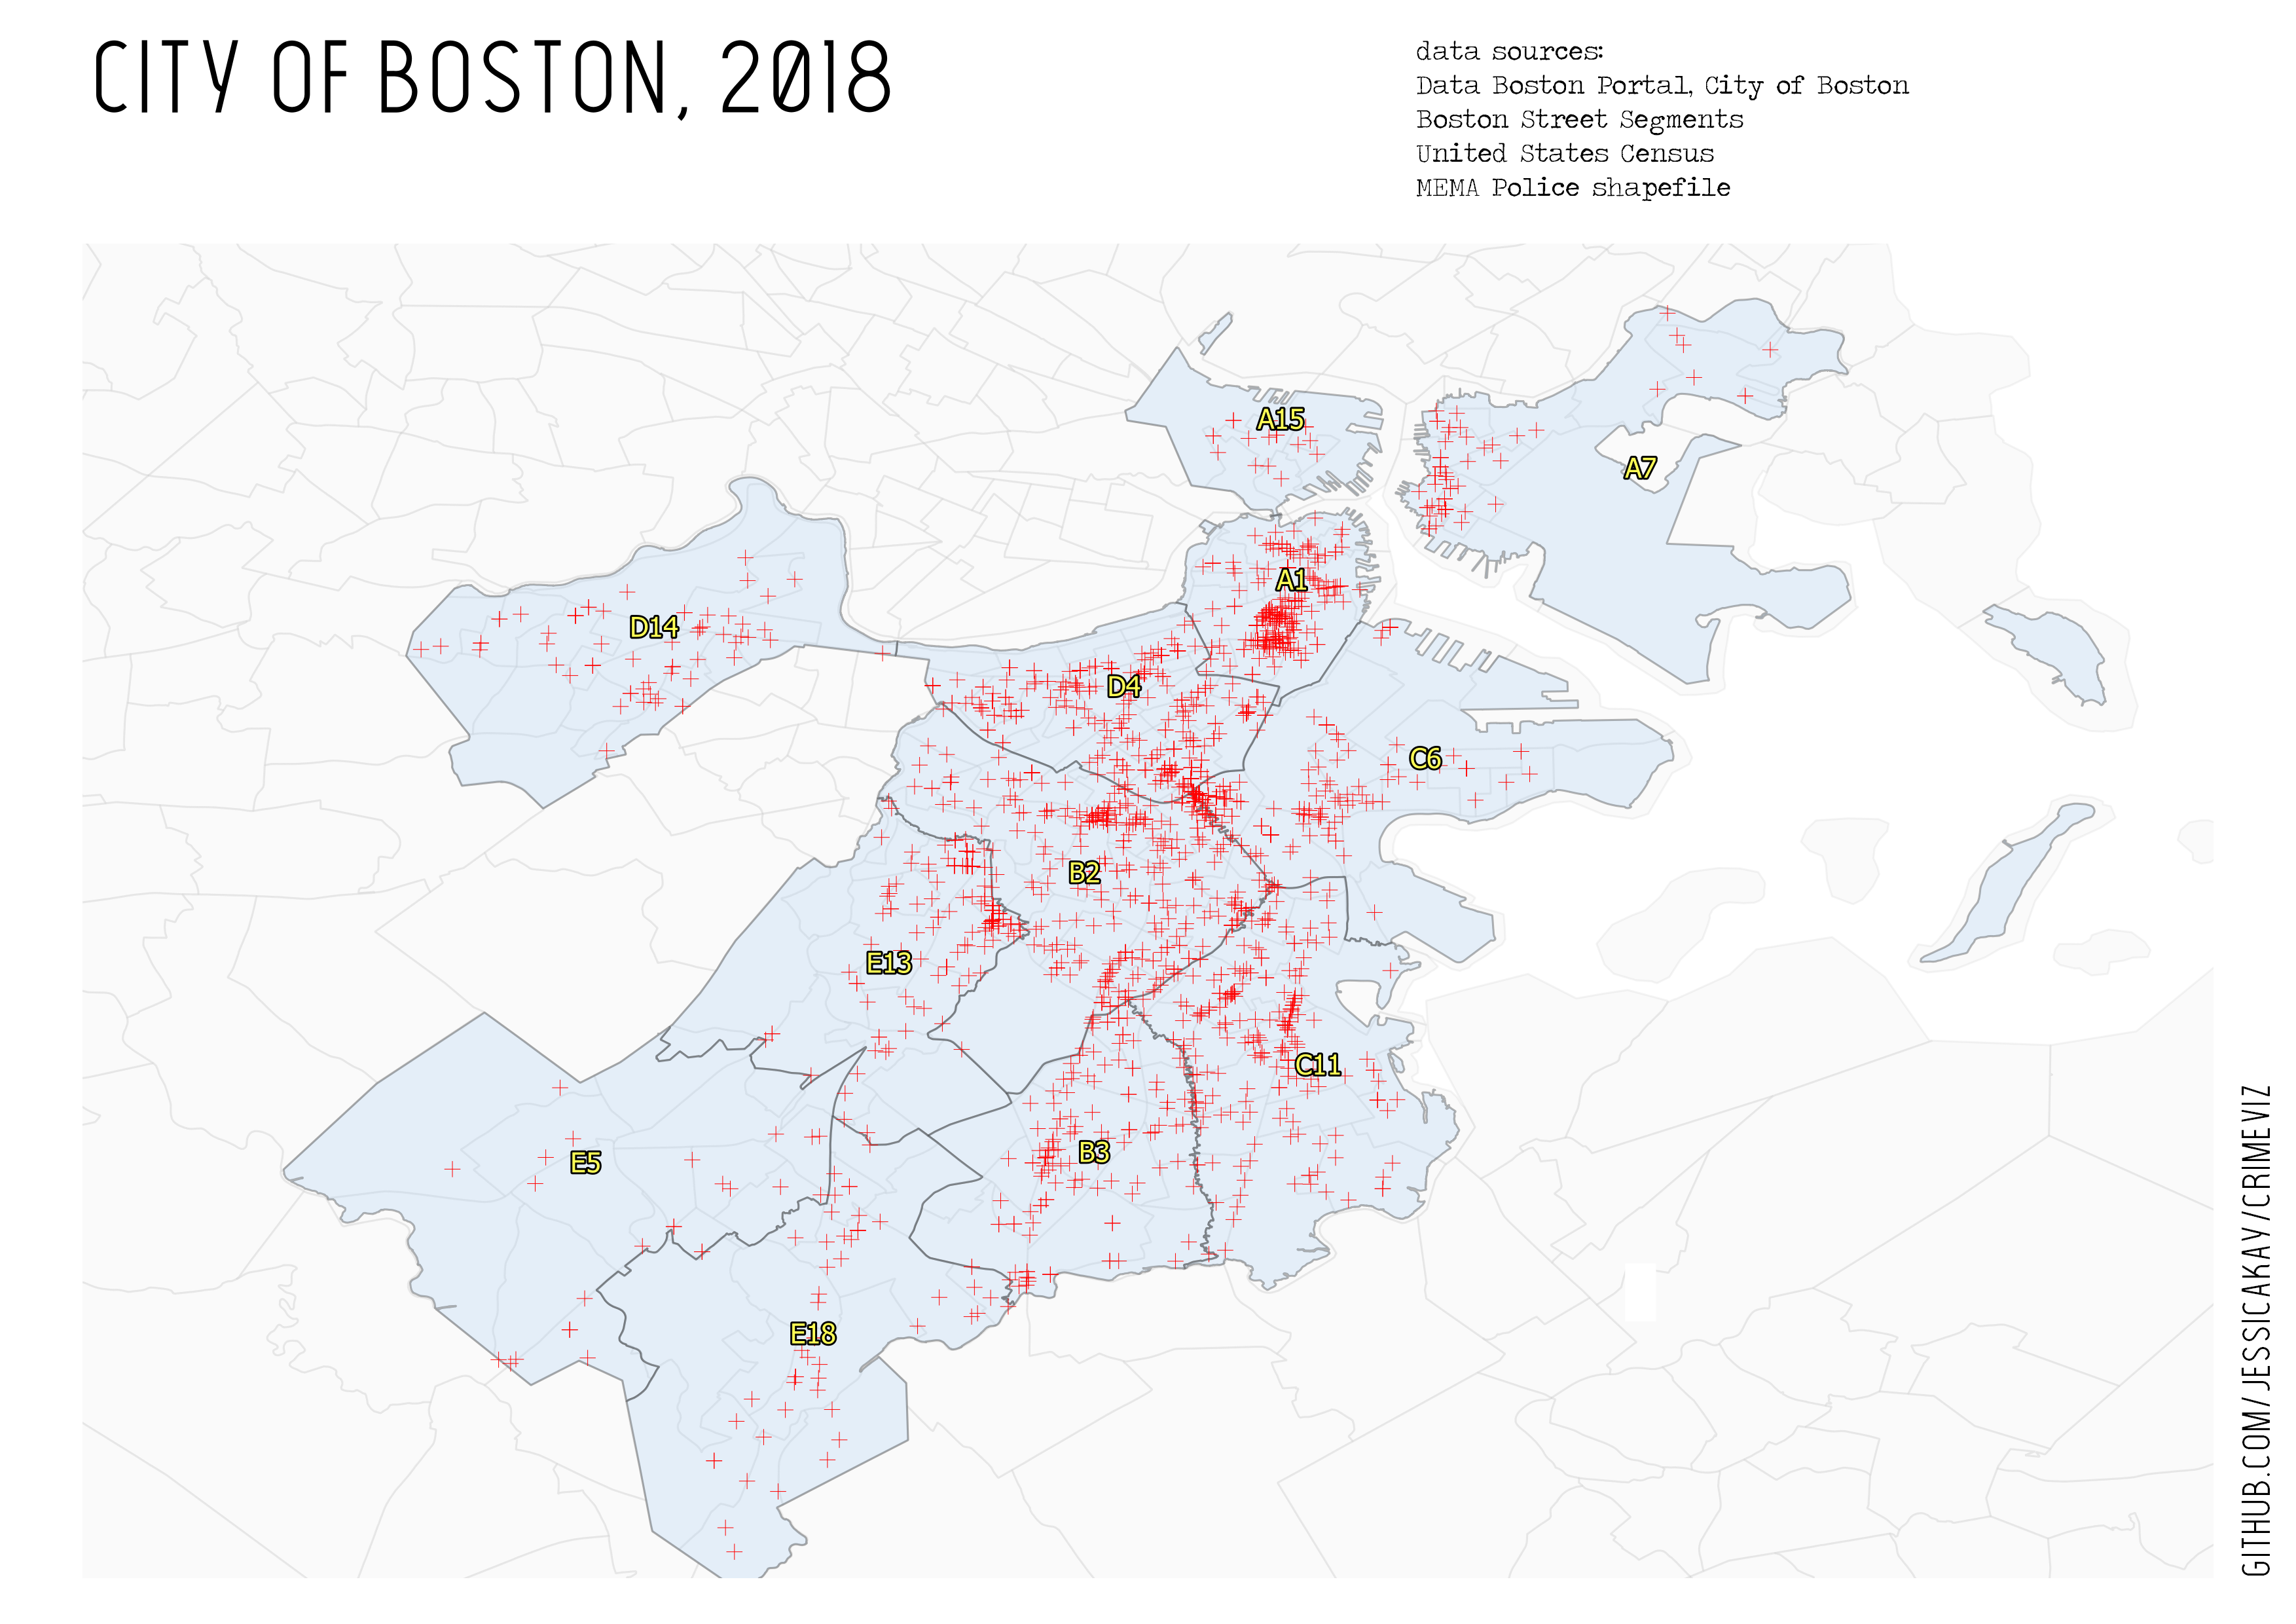 CITY OF BOSTON, 2018
data sources:
Data Boston Portal, City of Boston
Boston Street Segments
United States Census
MEMA Police shapefile
A15
A7
A1
D14
D4
C6
B2
E13
C11
B3
E5
E18
GITHUB.COM/JESSICAKAY/CRIMEVIZ